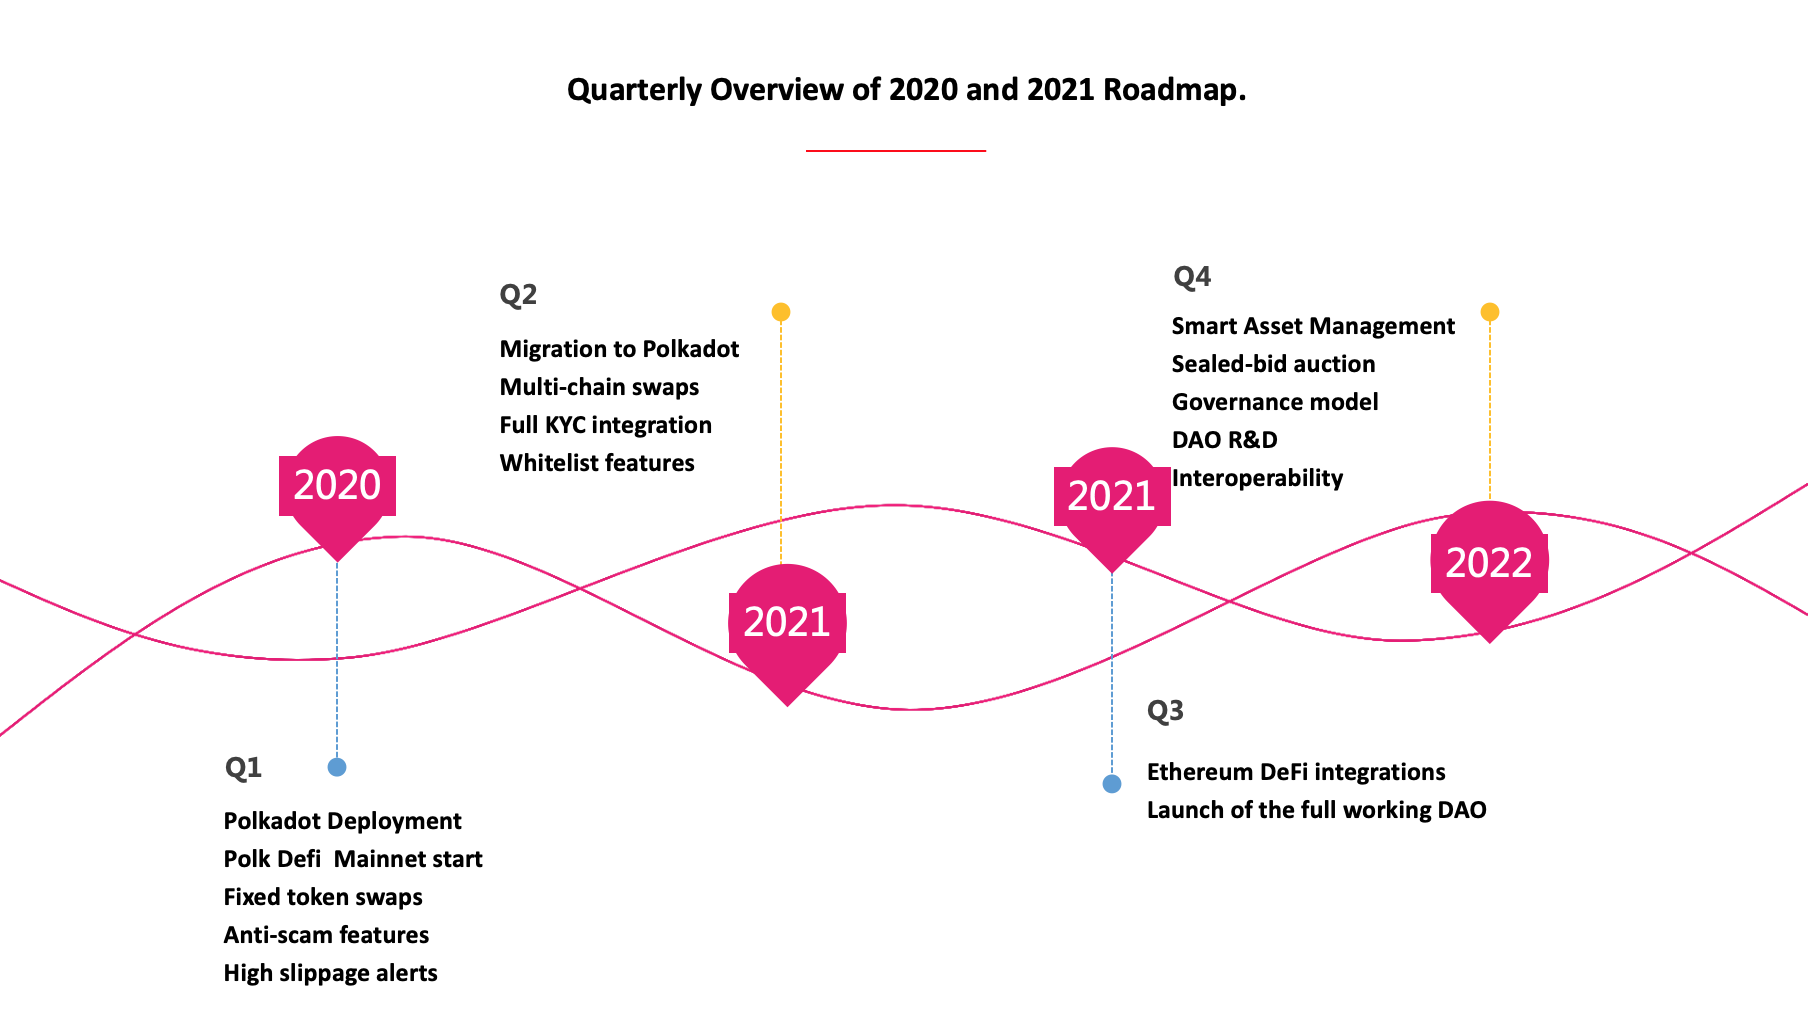 Quarterly Overview of 2020 and 2021 Roadmap.
2020
Q1
Polkadot Deployment
Polk Defi  Mainnet start
Fixed token swaps
Anti-scam features
High slippage alerts
Q2
Migration to Polkadot
Multi-chain swaps
Full KYC integration
Whitelist features
2021
2021
Q3
Ethereum DeFi integrations
Launch of the full working DAO
Q4
Smart Asset Management
Sealed-bid auction
Governance model
DAO R&D
Interoperability
2022